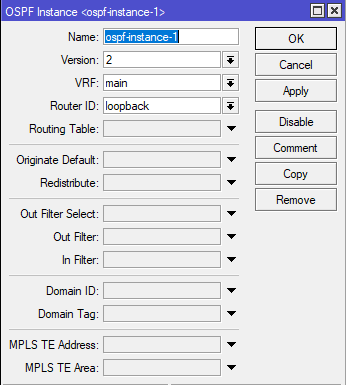 OSPF Instance <ospf-instance-1>
Name: ospf-instance-1
OK
Version: 2
Cancel
VRF: main
Apply
Router ID: loopback
Routing Table:
Disable
Comment
Originate Default:
Copy
Redistribute:
Remove
Out Filter Select:
Out Filter:
In Filter:
Domain ID:
Domain Tag:
MPLS TE Address:
MPLS TE Area: